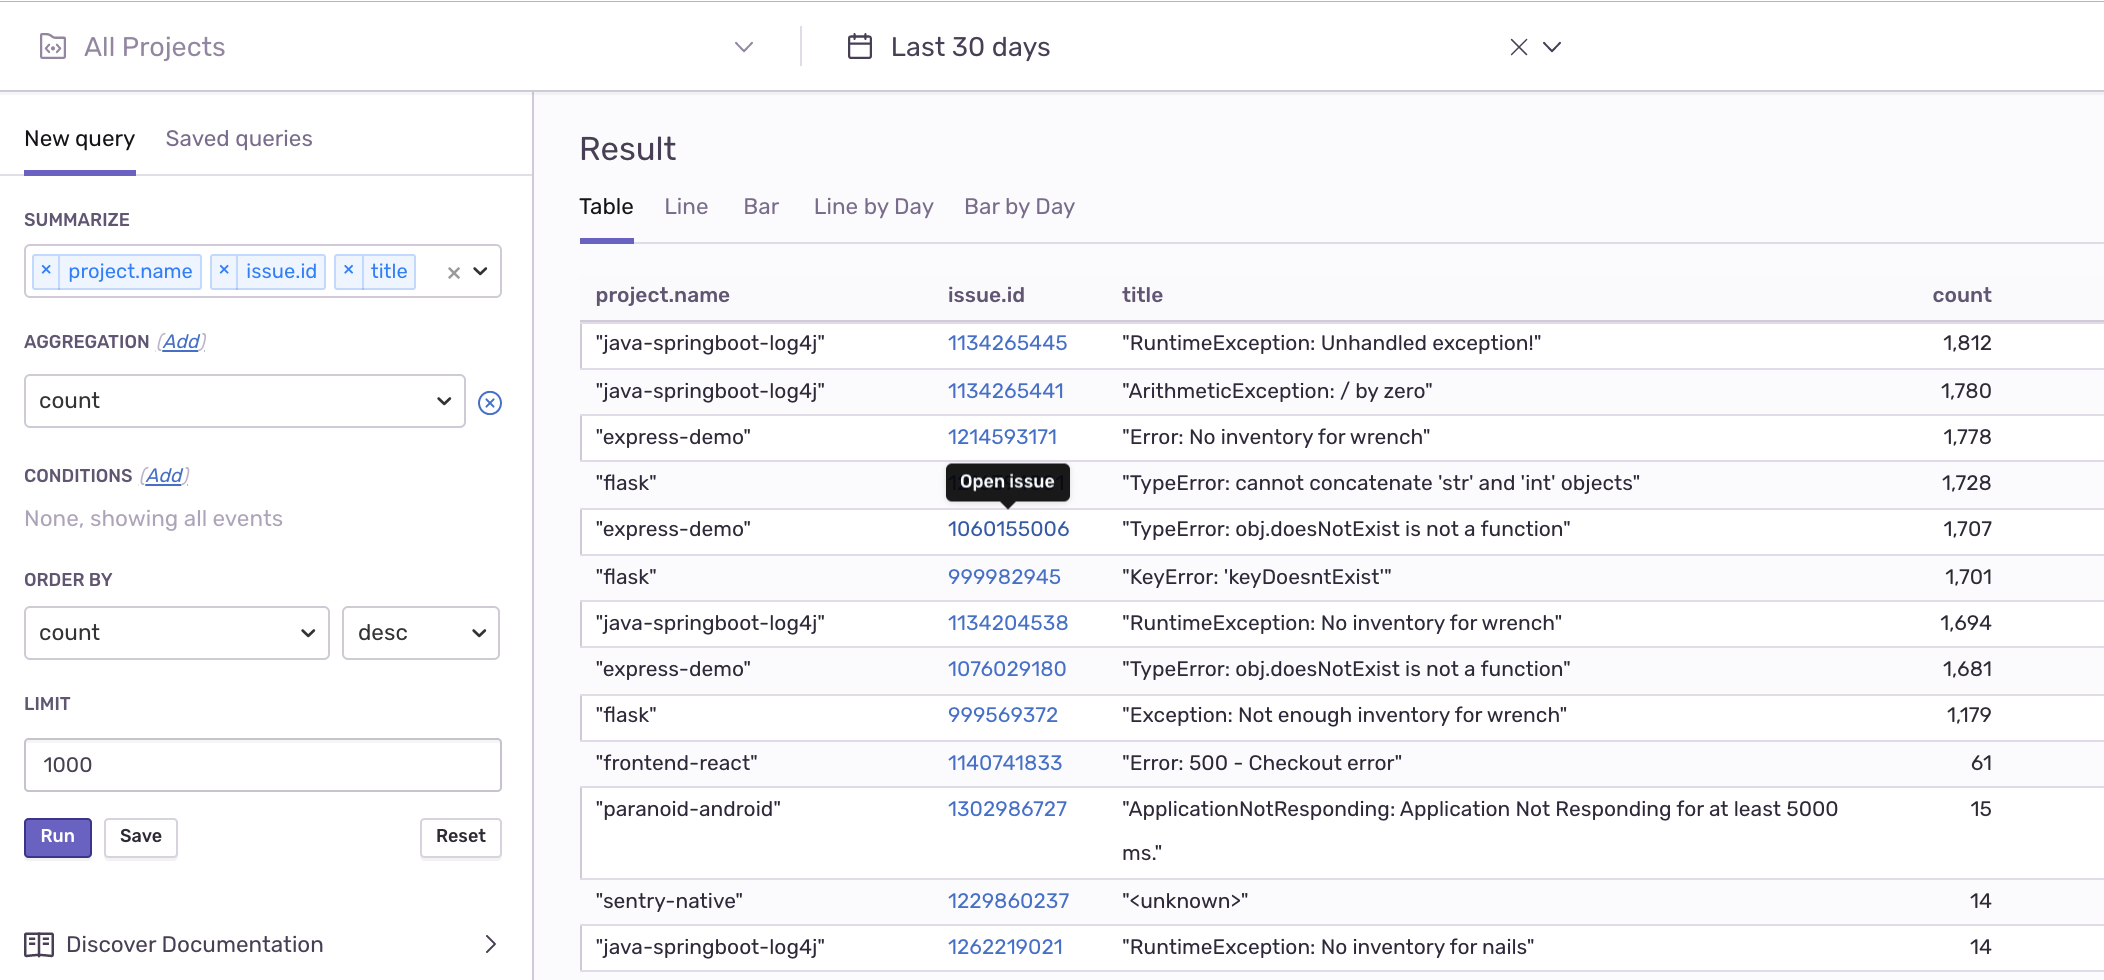 All Projects
Last 30 days
New query Saved queries
SUMMARIZE
× project.name × issue.id × title ×
AGGREGATION (Add)
count
CONDITIONS (Add)
None, showing all events
ORDER BY
count desc
LIMIT
1000
Run Save Reset
Discover Documentation
Result
Table Line Bar Line by Day Bar by Day
project.name issue.id title count
"java-springboot-log4j" 1134265445 "RuntimeException: Unhandled exception!" 1,812
"java-springboot-log4j" 1134265441 "ArithmeticException: / by zero" 1,780
"express-demo" 1214593171 "Error: No inventory for wrench" 1,778
"flask" Open issue "TypeError: cannot concatenate 'str' and 'int' objects" 1,728
"express-demo" 1060155006 "TypeError: obj.doesNotExist is not a function" 1,707
"flask" 999982945 "KeyError: 'keyDoesntExist'" 1,701
"java-springboot-log4j" 1134204538 "RuntimeException: No inventory for wrench" 1,694
"express-demo" 1076029180 "TypeError: obj.doesNotExist is not a function" 1,681
"flask" 999569372 "Exception: Not enough inventory for wrench" 1,179
"frontend-react" 1140741833 "Error: 500 - Checkout error" 61
"paranoid-android" 1302986727 "ApplicationNotResponding: Application Not Responding for at least 5000 15
ms."
"sentry-native" 1229860237 "<unknown>" 14
"java-springboot-log4j" 1262219021 "RuntimeException: No inventory for nails" 14